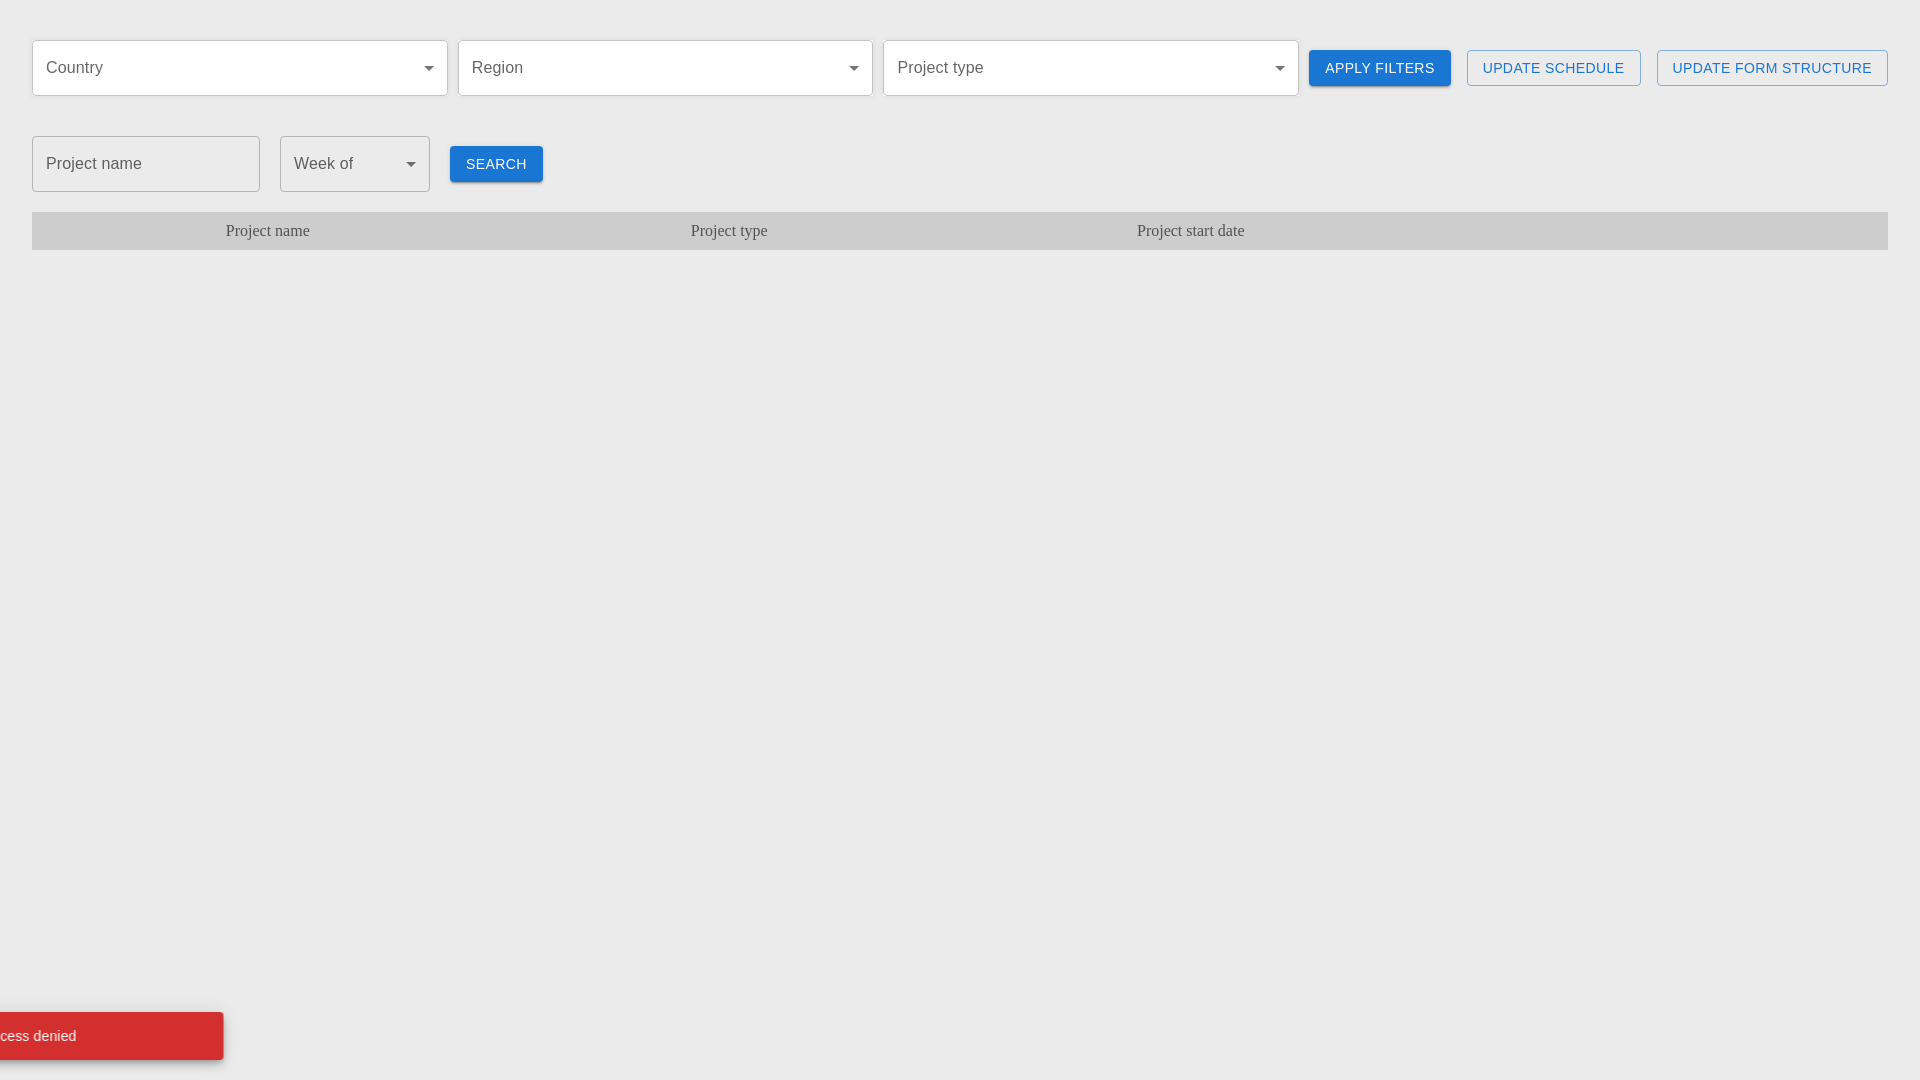 Country Region Project type APPLY FILTERS UPDATE SCHEDULE UPDATE FORM STRUCTURE
Project name Week of SEARCH
Project name Project type Project start date
cess denied